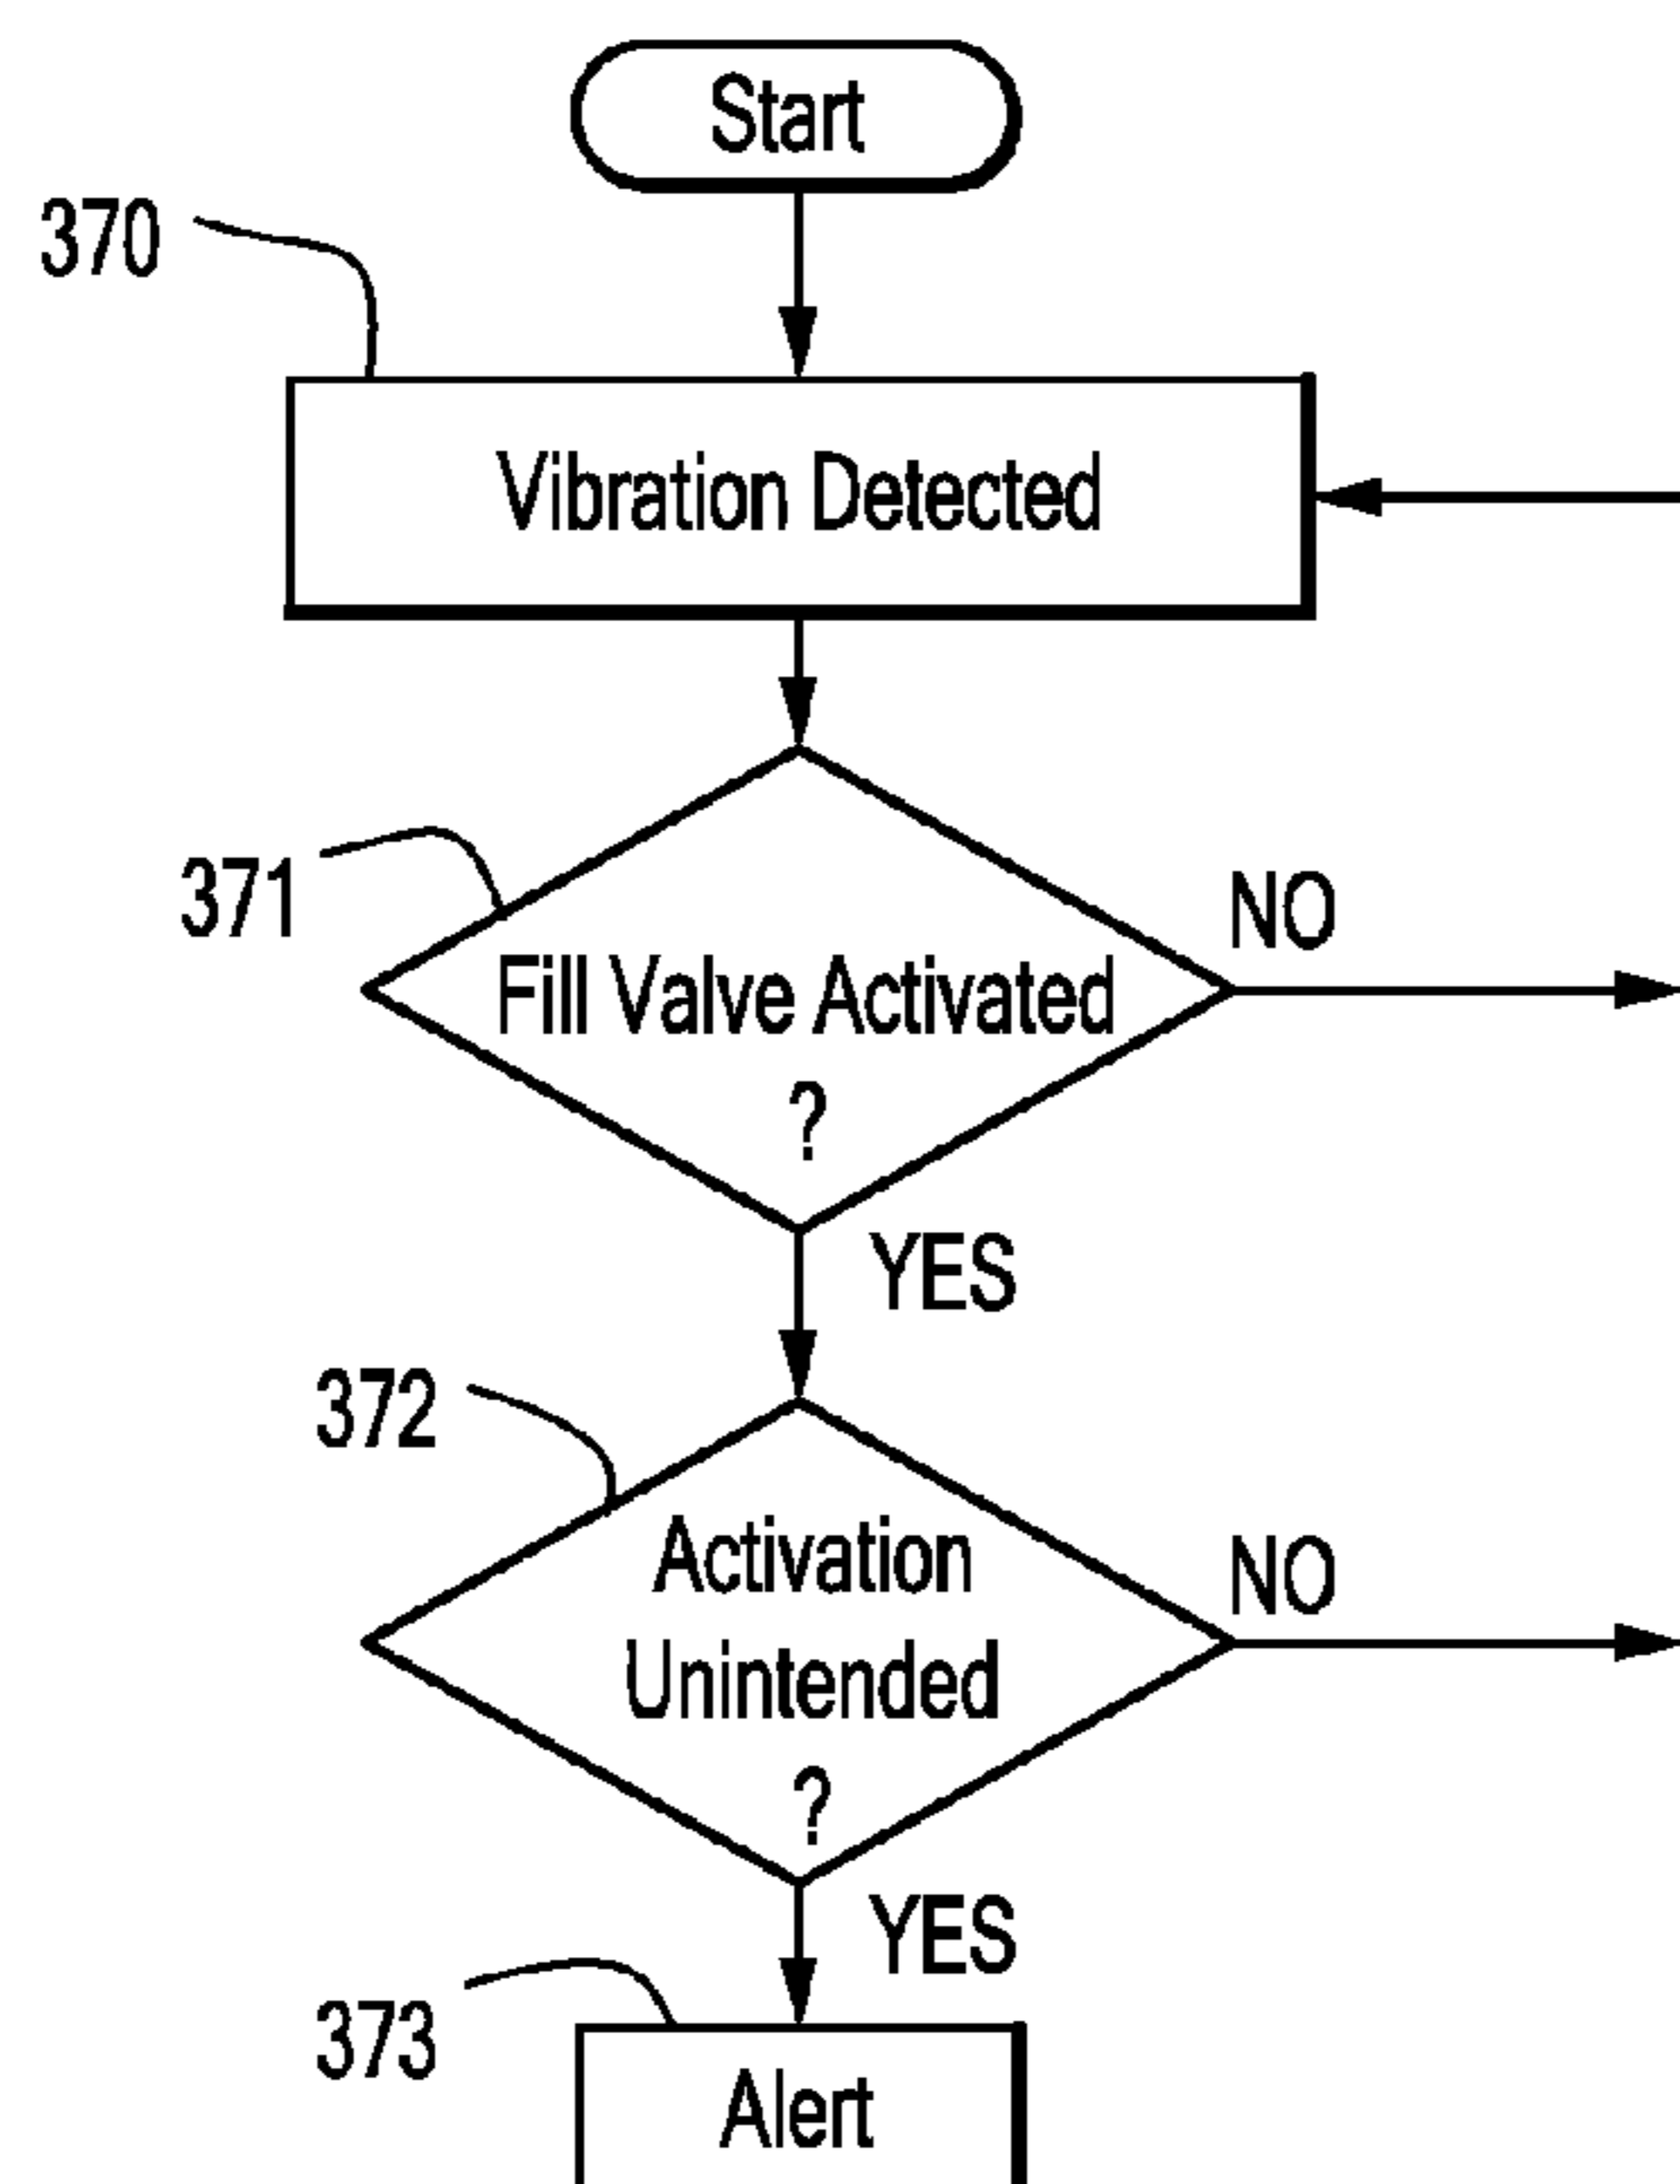 Start
370
Vibration Detected
371
NO
Fill Valve Activated
?
YES
372
Activation
NO
Unintended
?
YES
373
Alert